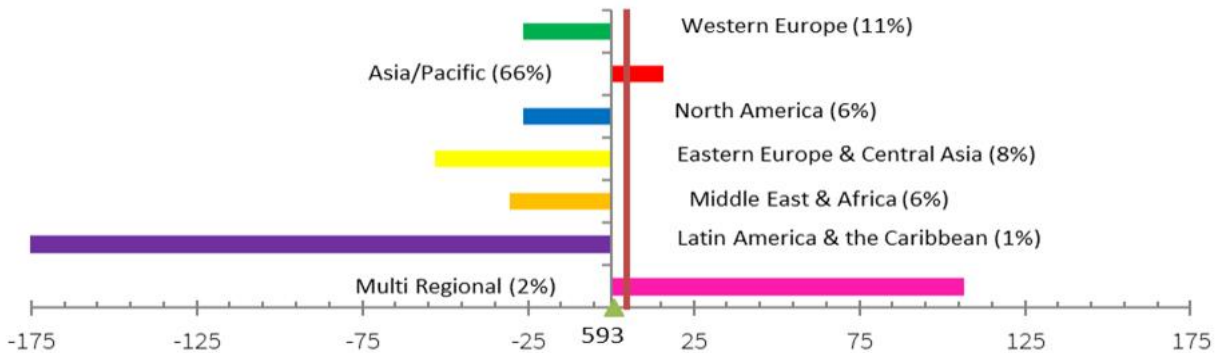 Western Europe (11%)
Asia/Pacific (66%)
North America (6%)
Eastern Europe & Central Asia (8%)
Middle East & Africa (6%)
Latin America & the Caribbean (1%)
Multi Regional (2%)
-175 -125 -75 -25 593 25 75 125 175